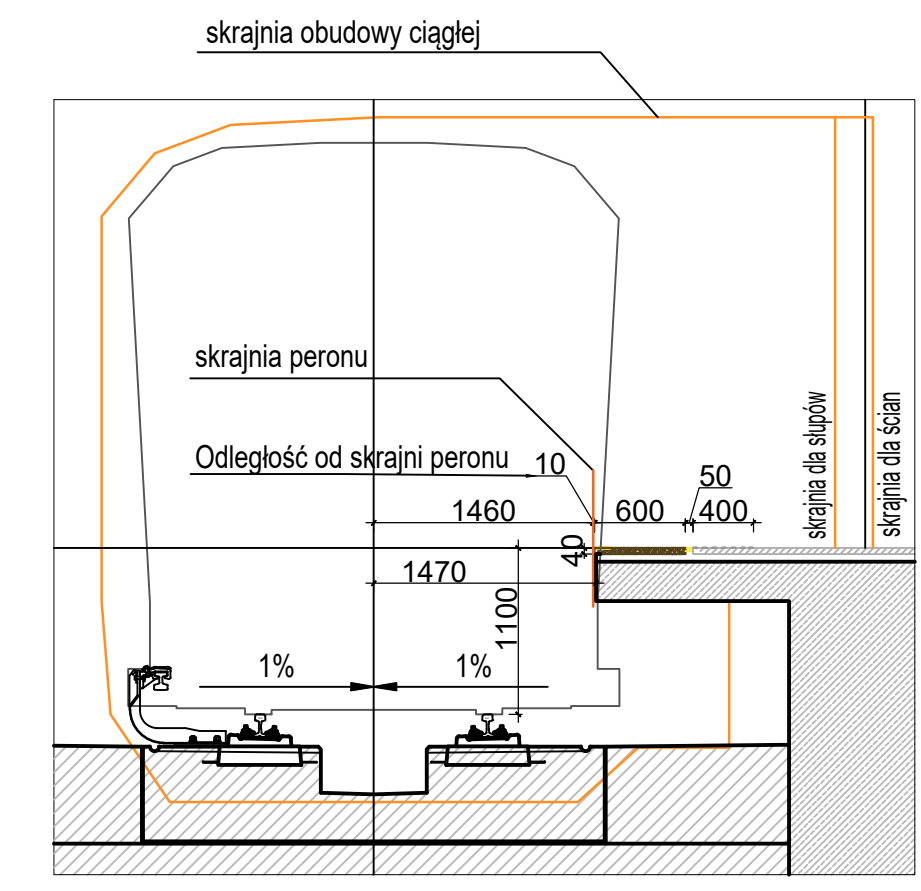 skrajnia obudowy ciągłej
skrajnia peronu
Odległość od skrajni peronu
10
50
1460
600
400
40
1470
1100
1%
1%
skrajnia dla słupów
skrajnia dla ścian